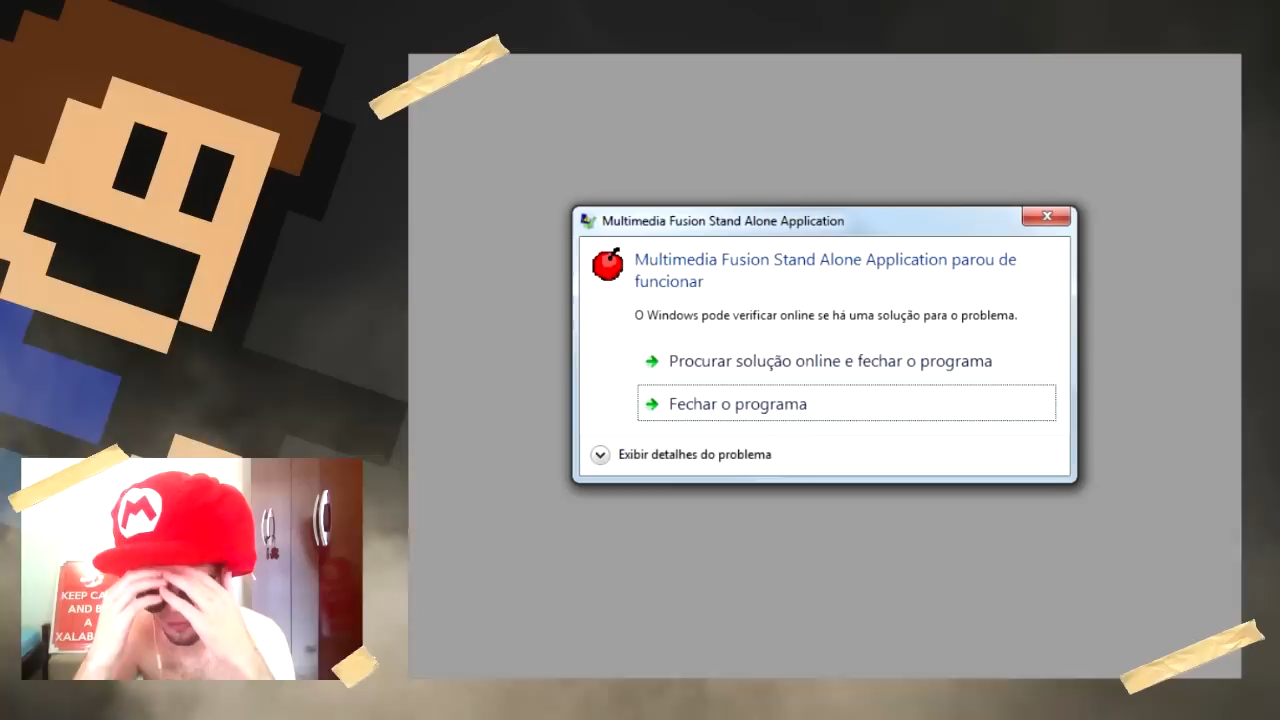 Multimedia Fusion Stand Alone Application
Multimedia Fusion Stand Alone Application parou de
funcionar
O Windows pode verificar online se há uma solução para o problema.
Procurar solução online e fechar o programa
Fechar o programa
Exibir detalhes do problema
M
KEEP CA
AND B
A
XALAB